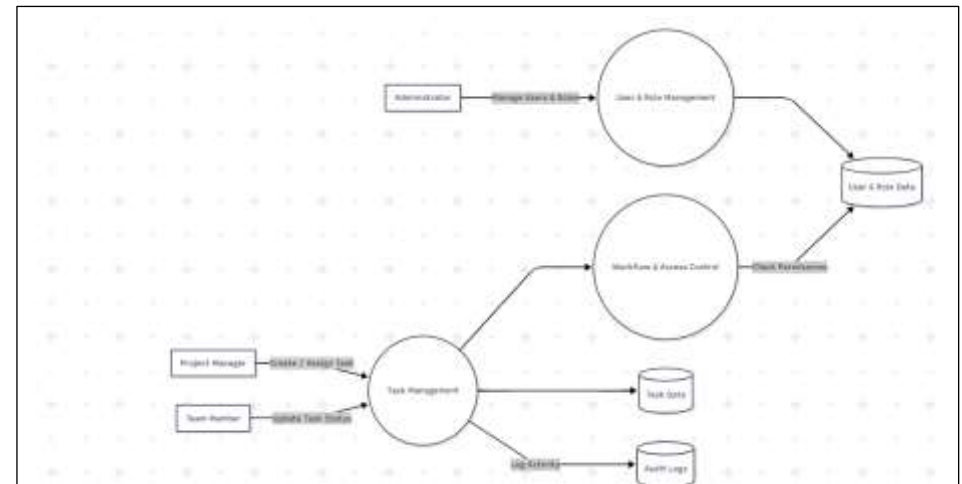 Administrator
Manage Users & Roles
User & Role Management
User & Role Data
Workflow & Access Control
Check Permissions
Project Manager
Create / Assign Task
Task Management
Team Member
Update Task Status
Task Data
Log Activity
Audit Logs